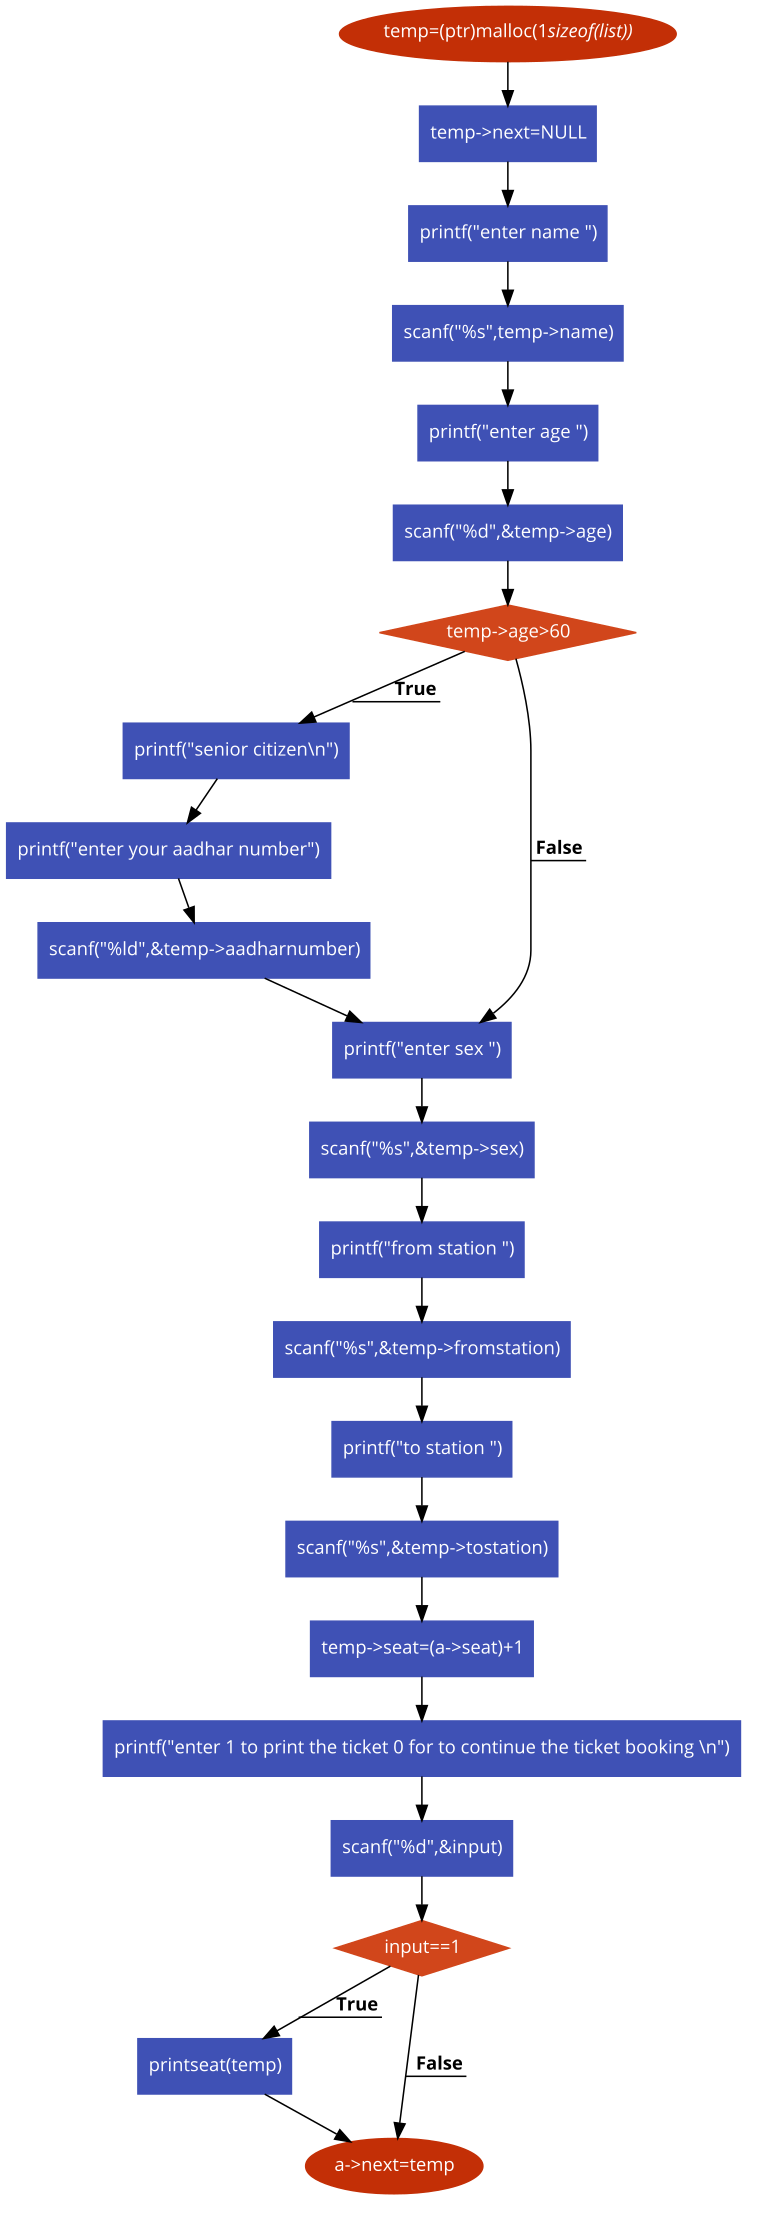 temp=(ptr)malloc(1sizeof(list))
temp->next=NULL
printf("enter name ")
scanf("%s",temp->name)
printf("enter age ")
scanf("%d",&temp->age)
temp->age>60
True
printf("senior citizen\n")
False
printf("enter your aadhar number")
scanf("%ld",&temp->aadharnumber)
printf("enter sex ")
scanf("%s",&temp->sex)
printf("from station ")
scanf("%s",&temp->fromstation)
printf("to station ")
scanf("%s",&temp->tostation)
temp->seat=(a->seat)+1
printf("enter 1 to print the ticket 0 for to continue the ticket booking \n")
scanf("%d",&input)
input==1
True
printseat(temp)
False
a->next=temp